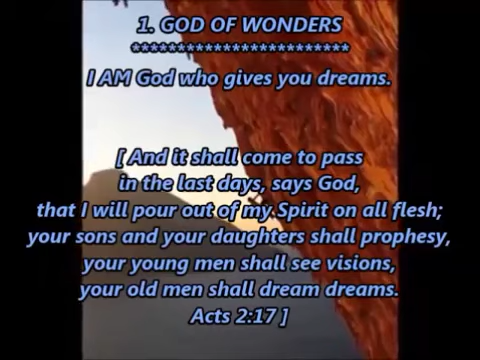 1. GOD OF WONDERS
************************
I AM God who gives you dreams.
[ And it shall come to pass
in the last days, says God,
that I will pour out of my Spirit on all flesh;
your sons and your daughters shall prophesy,
your young men shall see visions,
your old men shall dream dreams.
Acts 2:17 ]